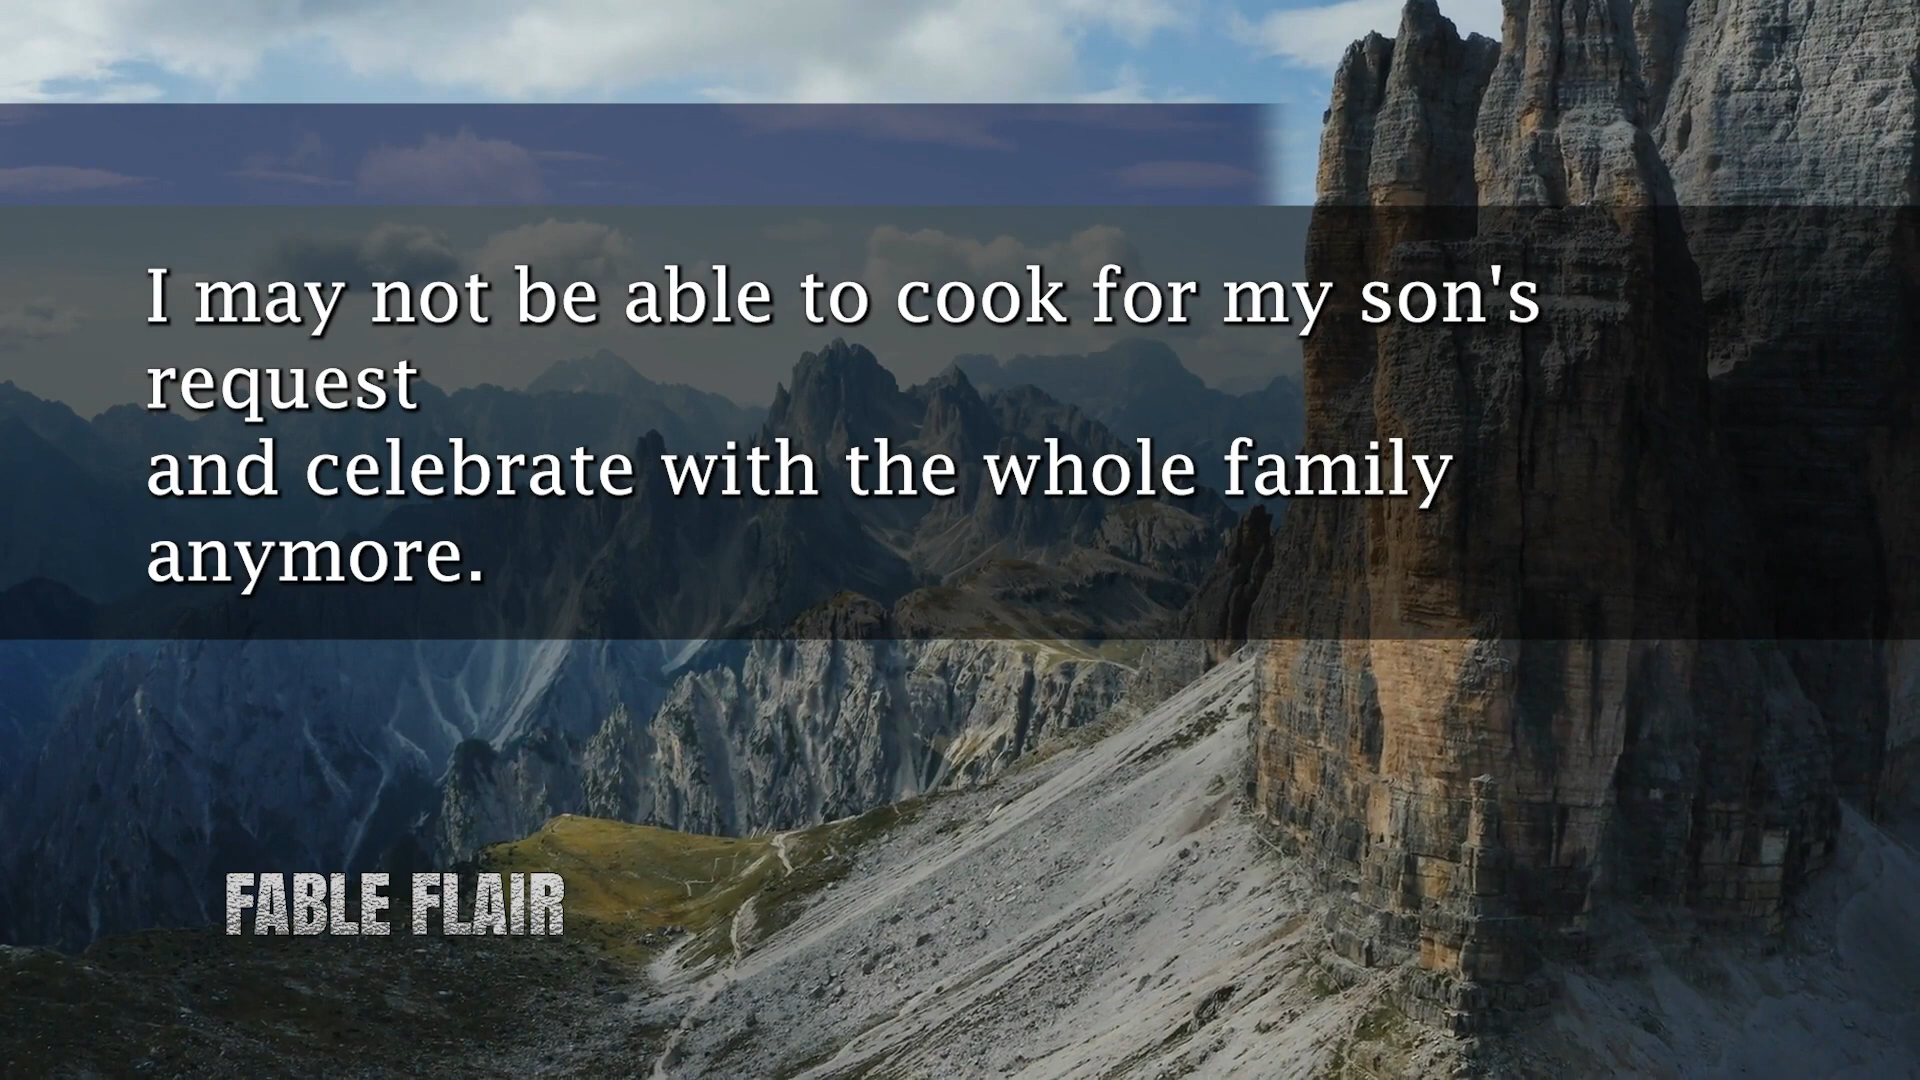 I may not be able to cook for my son's
request
and celebrate with the whole family
anymore.
FABLE FLAIR